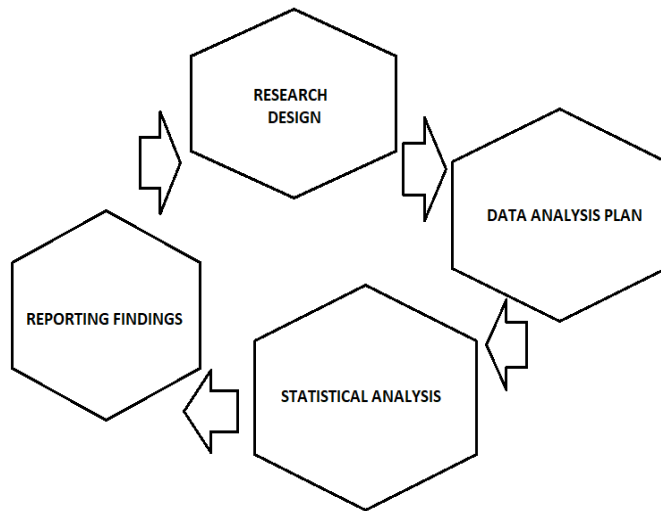 RESEARCH
DESIGN
DATA ANALYSIS PLAN
STATISTICAL ANALYSIS
REPORTING FINDINGS